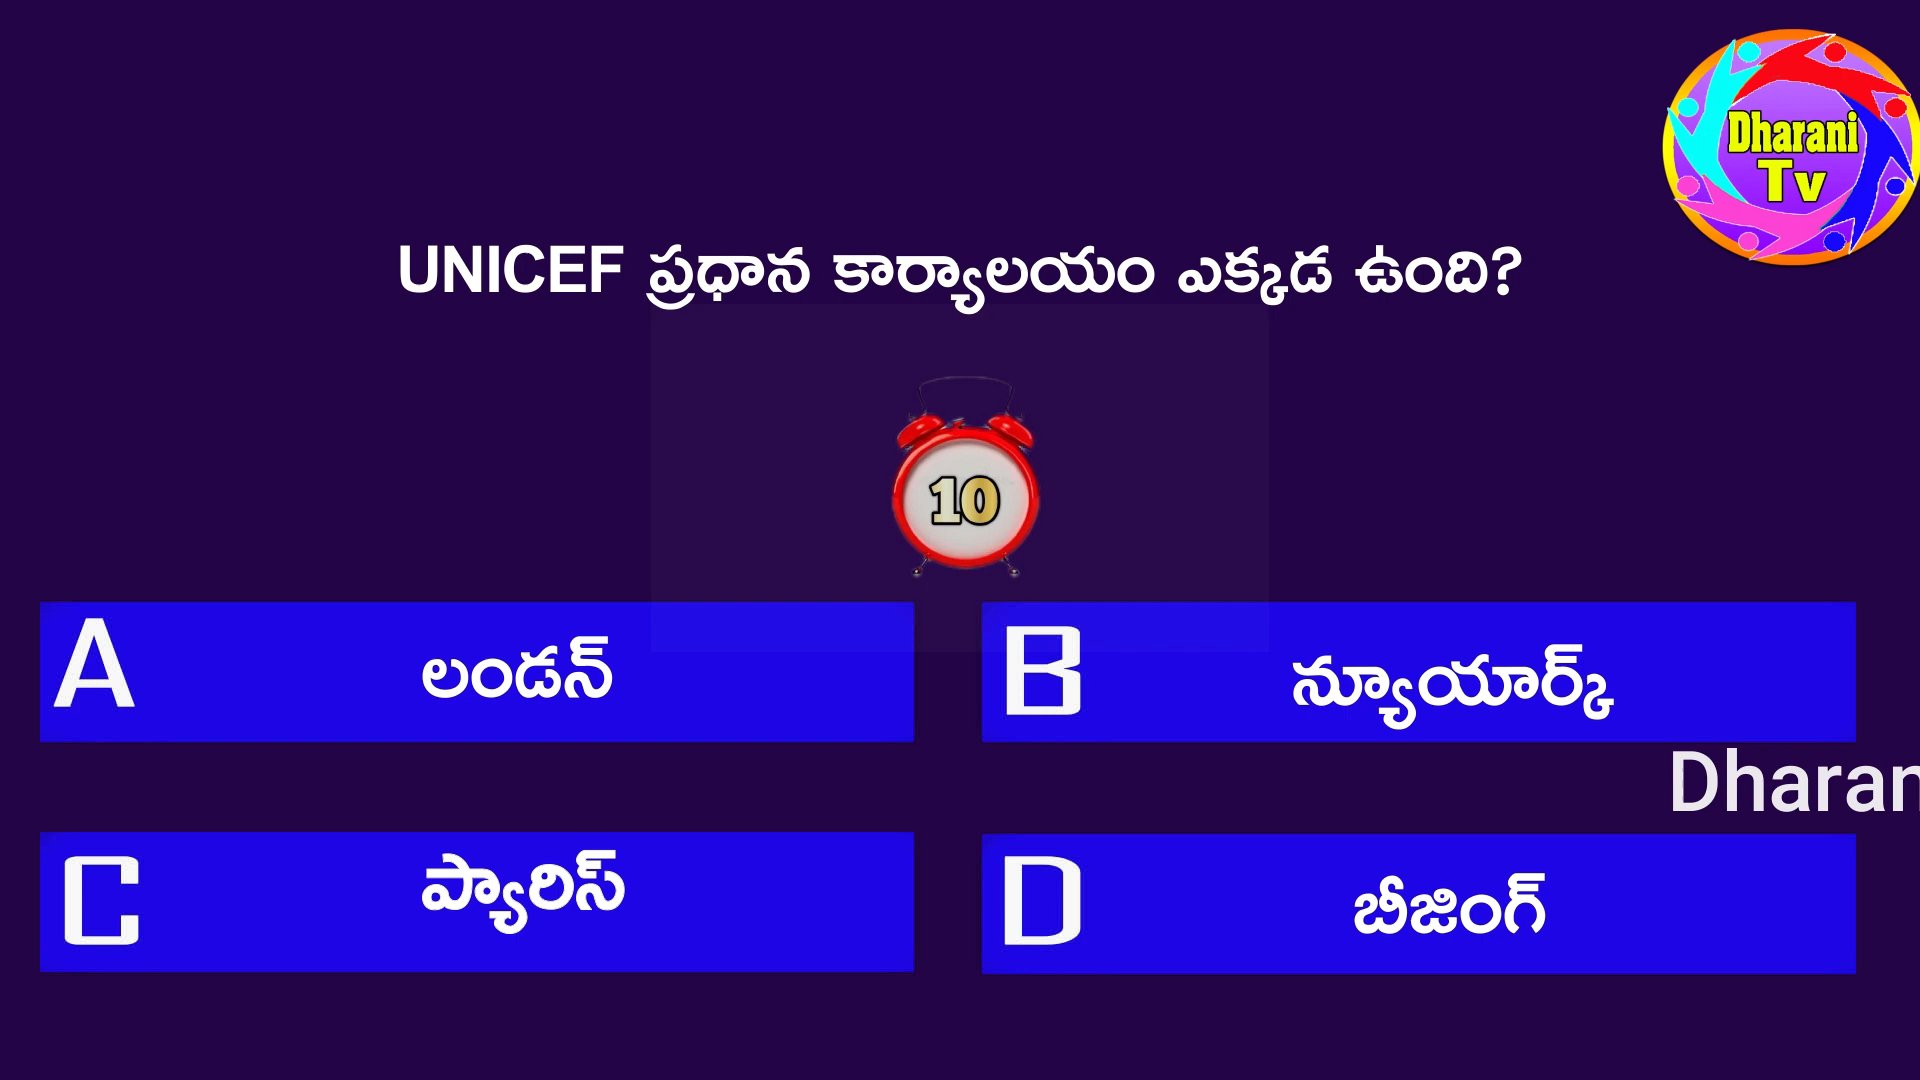 Dharani
Tv
UNICEF ప్రధాన కార్యాలయం ఎక్కడ ఉంది?
10
A లండన్
B న్యూయార్క్
Dharan
C ప్యారిస్
D బీజింగ్